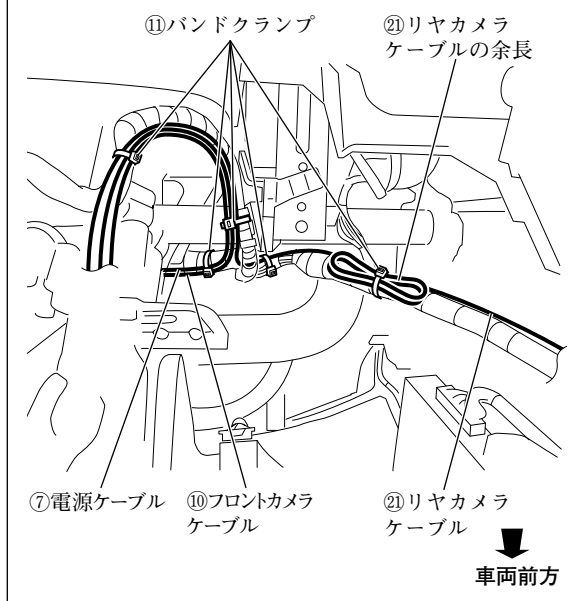 ⑪バンドクランプ
㉑リヤカメラ
ケーブルの余長
⑦電源ケーブル
⑩フロントカメラ
ケーブル
㉑リヤカメラ
ケーブル
車両前方